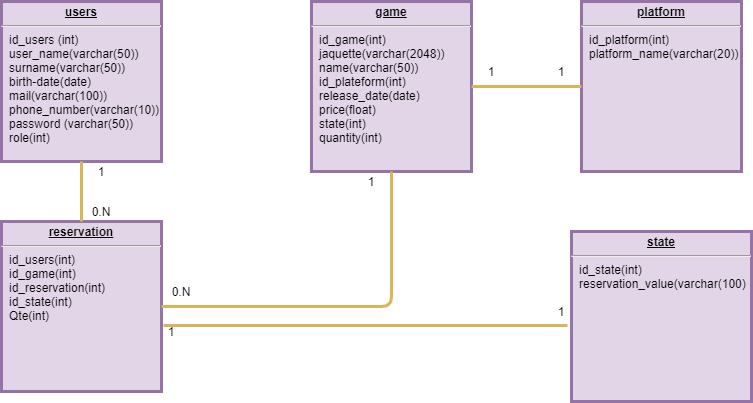 users
id_users (int)
user_name(varchar(50))
surname(varchar(50))
birth-date(date)
mail(varchar(100))
phone_number(varchar(10))
password (varchar(50))
role(int)
game
id_game(int)
jaquette(varchar(2048))
name(varchar(50))
id_plateform(int)
release_date(date)
price(float)
state(int)
quantity(int)
platform
id_platform(int)
platform_name(varchar(20))
1
1
1
0.N
1
reservation
id_users(int)
id_game(int)
id_reservation(int)
id_state(int)
Qte(int)
0.N
1
1
state
id_state(int)
reservation_value(varchar(100)